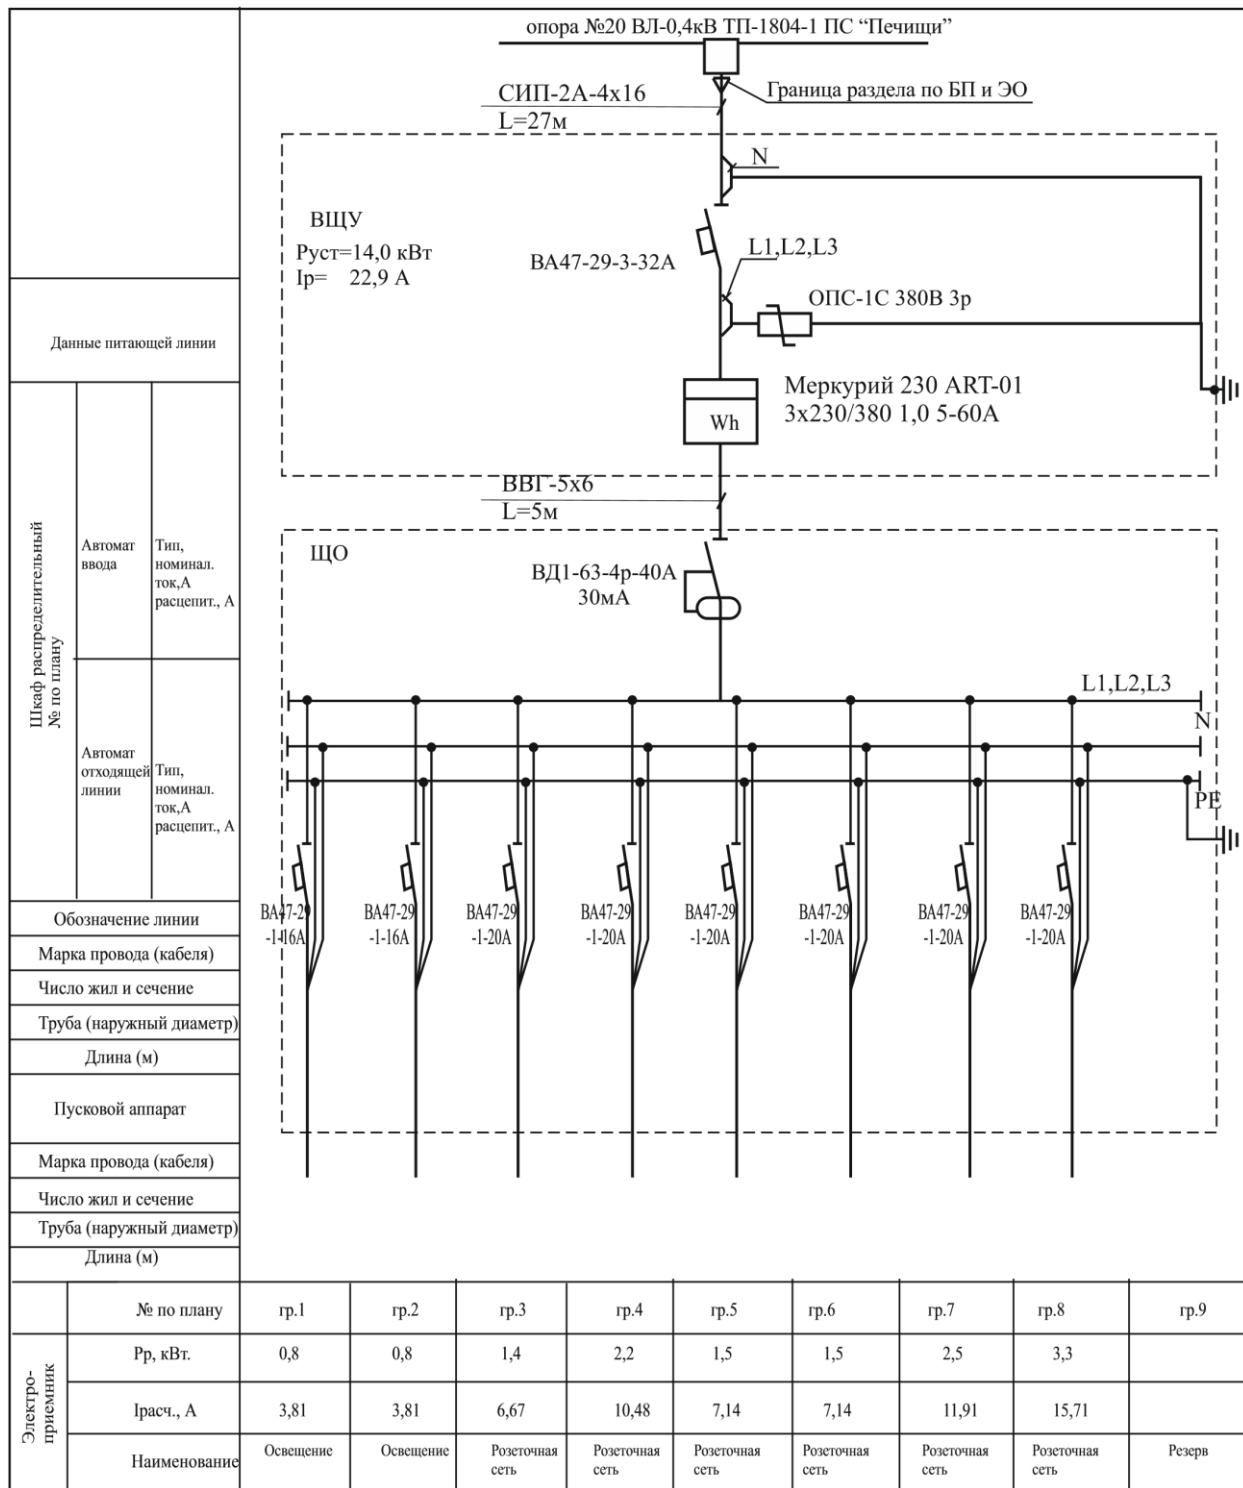 опора №20 ВЛ-0,4кВ ТП-1804-1 ПС “Печищи”
Граница раздела по БП и ЭО
СИП-2А-4х16
L=27м
N
ВЩУ
Руст=14,0 кВт
Iр= 22,9 А
ВА47-29-3-32А
L1,L2,L3
ОПС-1С 380В 3р
Меркурий 230 ART-01
3х230/380 1,0 5-60А
Wh
ВВГ-5х6
L=5м
ЩО
ВД1-63-4р-40А
30мА
L1,L2,L3
N
PE
ВА47-29
-1-16А
ВА47-29
-1-16А
ВА47-29
-1-20А
ВА47-29
-1-20А
ВА47-29
-1-20А
ВА47-29
-1-20А
ВА47-29
-1-20А
ВА47-29
-1-20А
Данные питающей линии
Шкаф распределительный
№ по плану
Автомат
ввода
Тип,
номинал.
ток,А
расцепит., А
Автомат
отходящей
линии
Тип,
номинал.
ток,А
расцепит., А
Обозначение линии
Марка провода (кабеля)
Число жил и сечение
Труба (наружный диаметр)
Длина (м)
Пусковой аппарат
Марка провода (кабеля)
Число жил и сечение
Труба (наружный диаметр)
Длина (м)
Электро-
приемник
№ по плану гр.1 гр.2 гр.3 гр.4 гр.5 гр.6 гр.7 гр.8 гр.9
Рр, кВт. 0,8 0,8 1,4 2,2 1,5 1,5 2,5 3,3
Iрасч., А 3,81 3,81 6,67 10,48 7,14 7,14 11,91 15,71
Наименование Освещение Освещение Розеточная сеть Розеточная сеть Розеточная сеть Розеточная сеть Розеточная сеть Розеточная сеть Резерв